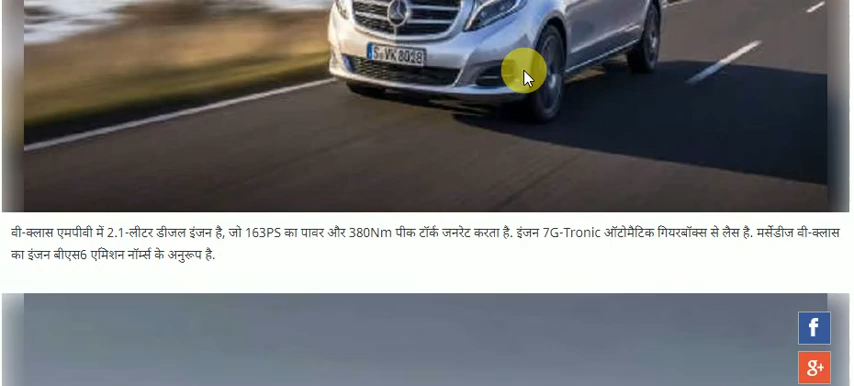 S VK 8028
वी-क्लास एमपीवी में 2.1-लीटर डीजल इंजन है, जो 163PS का पावर और 380Nm पीक टॉर्क जनरेट करता है. इंजन 7G-Tronic ऑटोमैटिक गियरबॉक्स से लैस है. मर्सेडीज वी-क्लास
का इंजन बीएस6 एमिशन नॉर्म्स के अनुरूप है.
f
g+